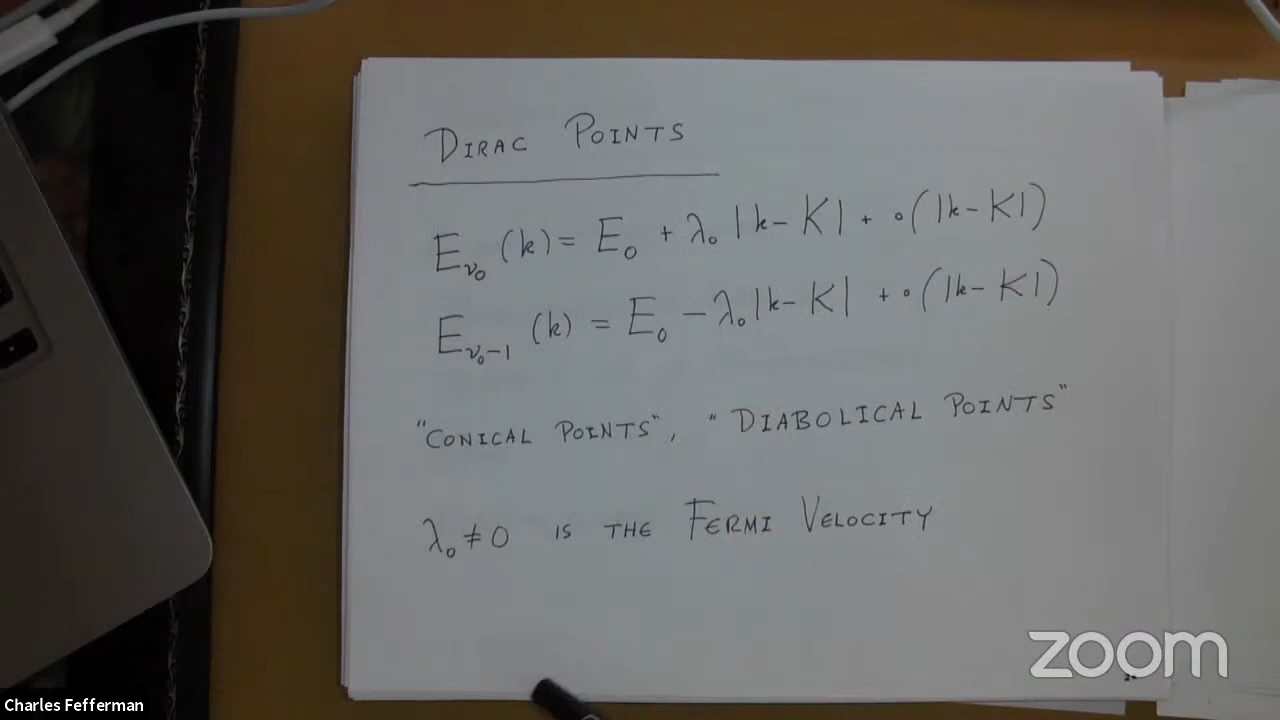 DIRAC POINTS
E_{ν₀}(k) = E₀ + λ₀ |k - K| + o(|k - K|)
E_{ν₀-1}(k) = E₀ - λ₀ |k - K| + o(|k - K|)
"CONICAL POINTS", "DIABOLICAL POINTS"
λ₀ ≠ 0 IS THE FERMI VELOCITY
zoom
Charles Fefferman